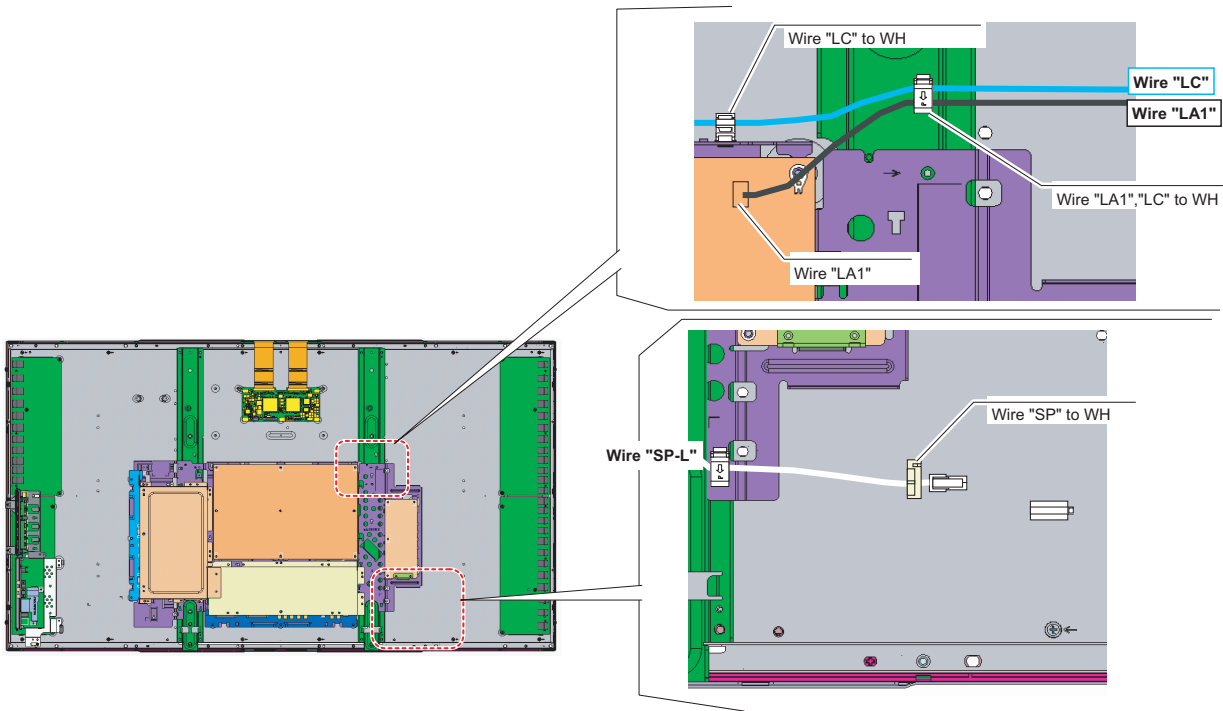 Wire "LC" to WH
Wire "LC"
Wire "LA1"
Wire "LA1","LC" to WH
Wire "LA1"
Wire "SP" to WH
Wire "SP-L"